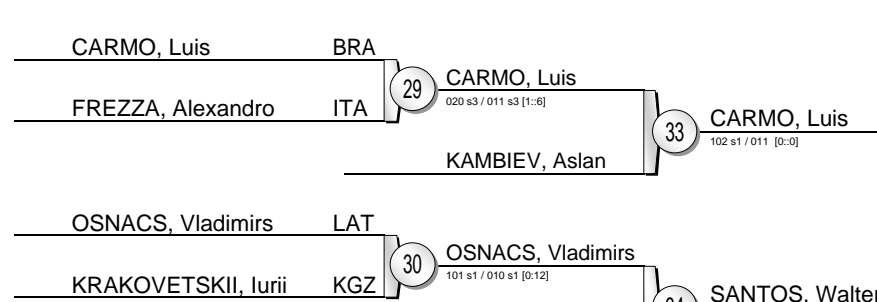 CARMO, Luis BRA
29
CARMO, Luis
020 s3 / 011 s3 [1::6]
FREZZA, Alexandro ITA
33
CARMO, Luis
102 s1 / 011 [0::0]
KAMBIEV, Aslan
OSNACS, Vladimirs LAT
30
OSNACS, Vladimirs
101 s1 / 010 s1 [0:12]
KRAKOVETSKII, Iurii KGZ
SANTOS, Walter